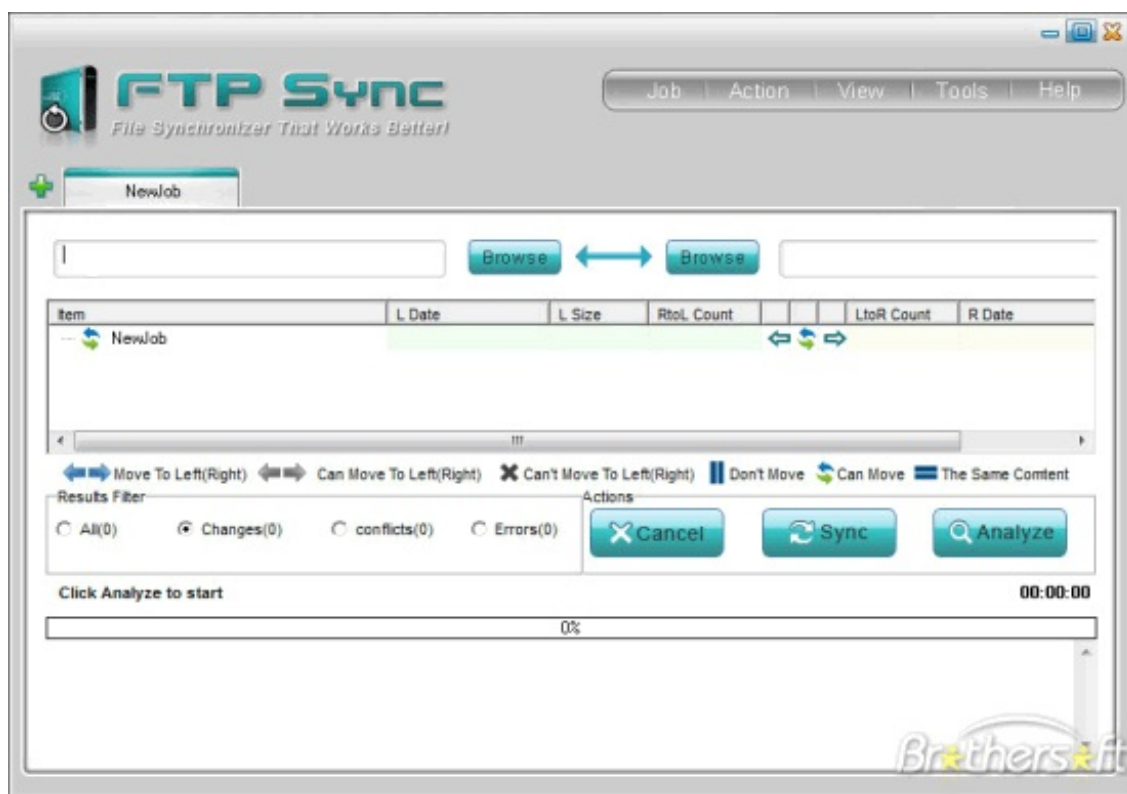 FTP Sync
File Synchronizer That Works Better!
Job Action View Tools Help
NewJob
Browse Browse
Item L Date L Size RtoL Count LtoR Count R Date
NewJob
Move To Left(Right) Can Move To Left(Right) Can't Move To Left(Right) Don't Move Can Move The Same Comtent
Results Filter Actions
All(0) Changes(0) conflicts(0) Errors(0) Cancel Sync Analyze
Click Analyze to start 00:00:00
0%
Brothersoft